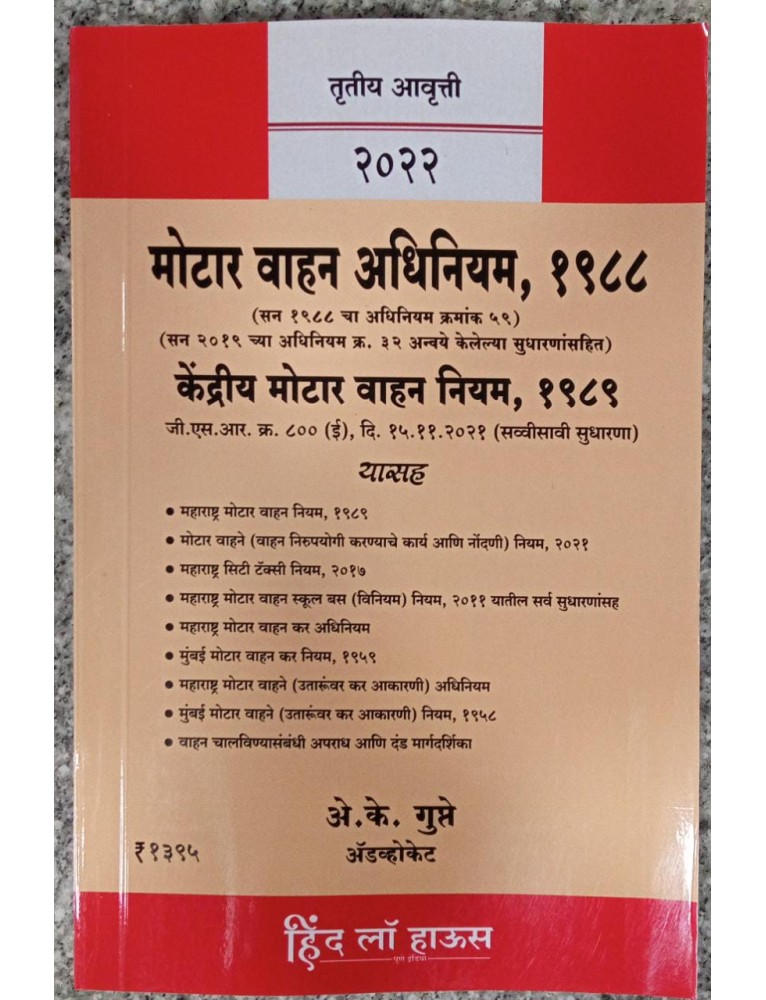 तृतीय आवृत्ती
२०२२
मोटार वाहन अधिनियम, १९८८
(सन १९८८ चा अधिनियम क्रमांक ५९)
(सन २०१९ च्या अधिनियम क्र. ३२ अन्वये केलेल्या सुधारणांसहित)
केंद्रीय मोटार वाहन नियम, १९८९
जी.एस.आर. क्र. ८०० (ई), दि. १५.११.२०२१ (सव्वीसावी सुधारणा)
यासह
• महाराष्ट्र मोटार वाहन नियम, १९८९
• मोटार वाहने (वाहन निरुपयोगी करण्याचे कार्य आणि नोंदणी) नियम, २०२१
• महाराष्ट्र सिटी टॅक्सी नियम, २०१७
• महाराष्ट्र मोटार वाहन स्कूल बस (विनियम) नियम, २०११ यातील सर्व सुधारणांसह
• महाराष्ट्र मोटार वाहन कर अधिनियम
• मुंबई मोटार वाहन कर नियम, १९५९
• महाराष्ट्र मोटार वाहने (उतारूंवर कर आकारणी) अधिनियम
• मुंबई मोटार वाहने (उतारूंवर कर आकारणी) नियम, १९५८
• वाहन चालविण्यासंबंधी अपराध आणि दंड मार्गदर्शिका
अे.के. गुप्ते
₹१३९५
ॲडव्होकेट
हिंद लॉ हाऊस
पुणे इंडिया